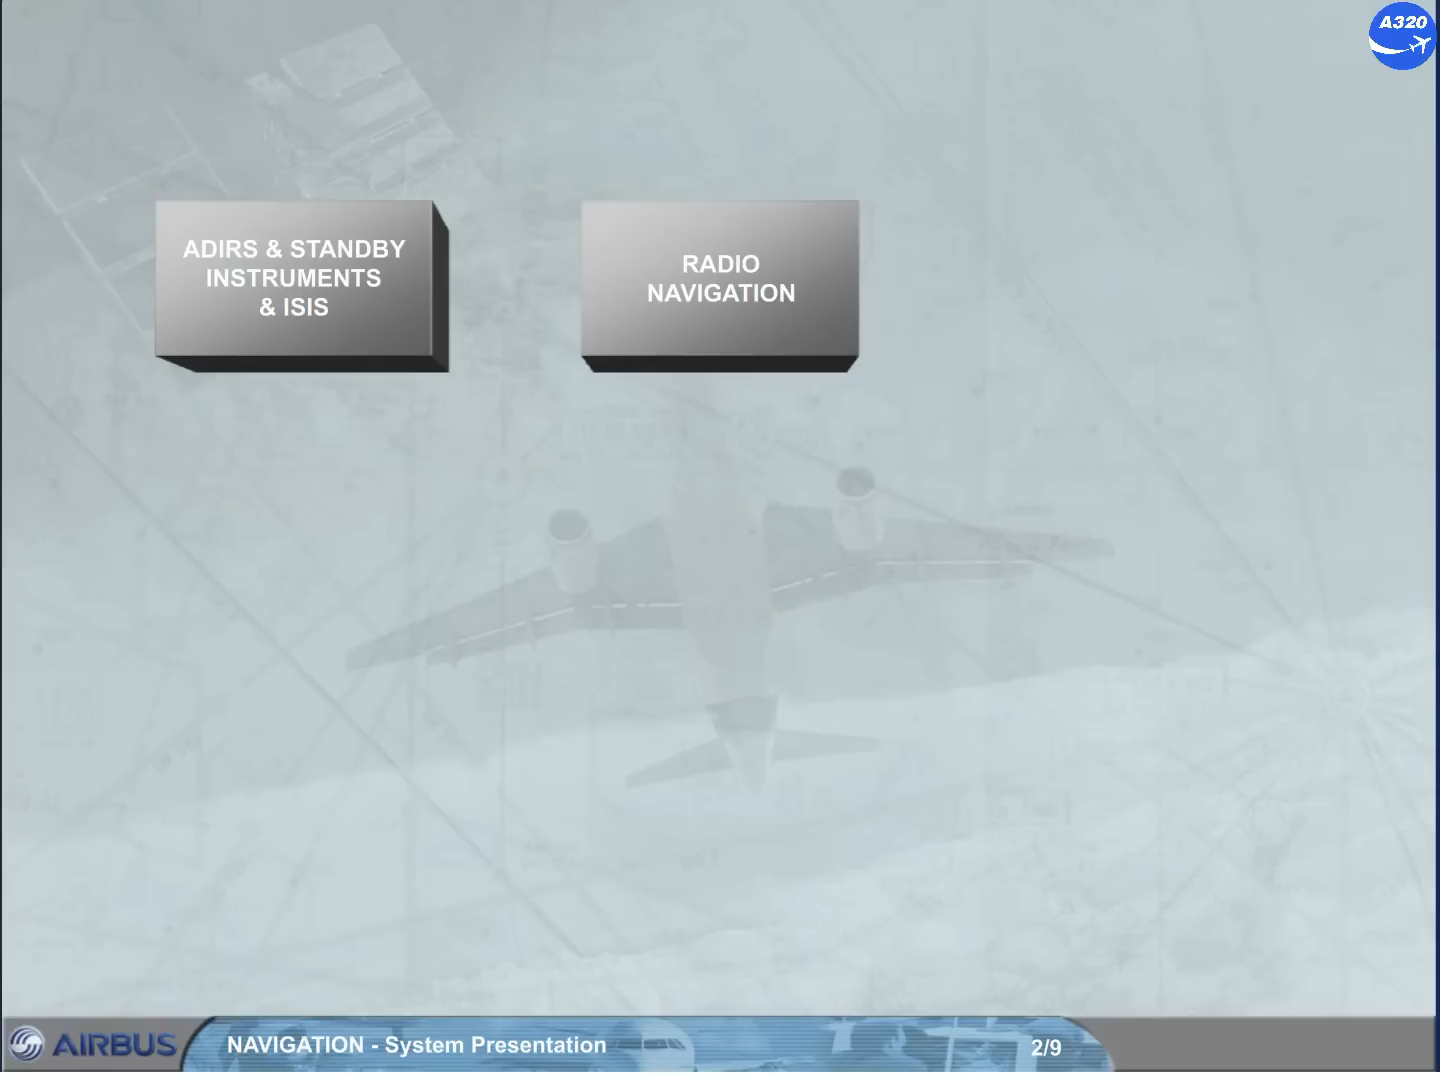 A320
ADIRS & STANDBY
INSTRUMENTS
& ISIS
RADIO
NAVIGATION
AIRBUS
NAVIGATION - System Presentation
2/9